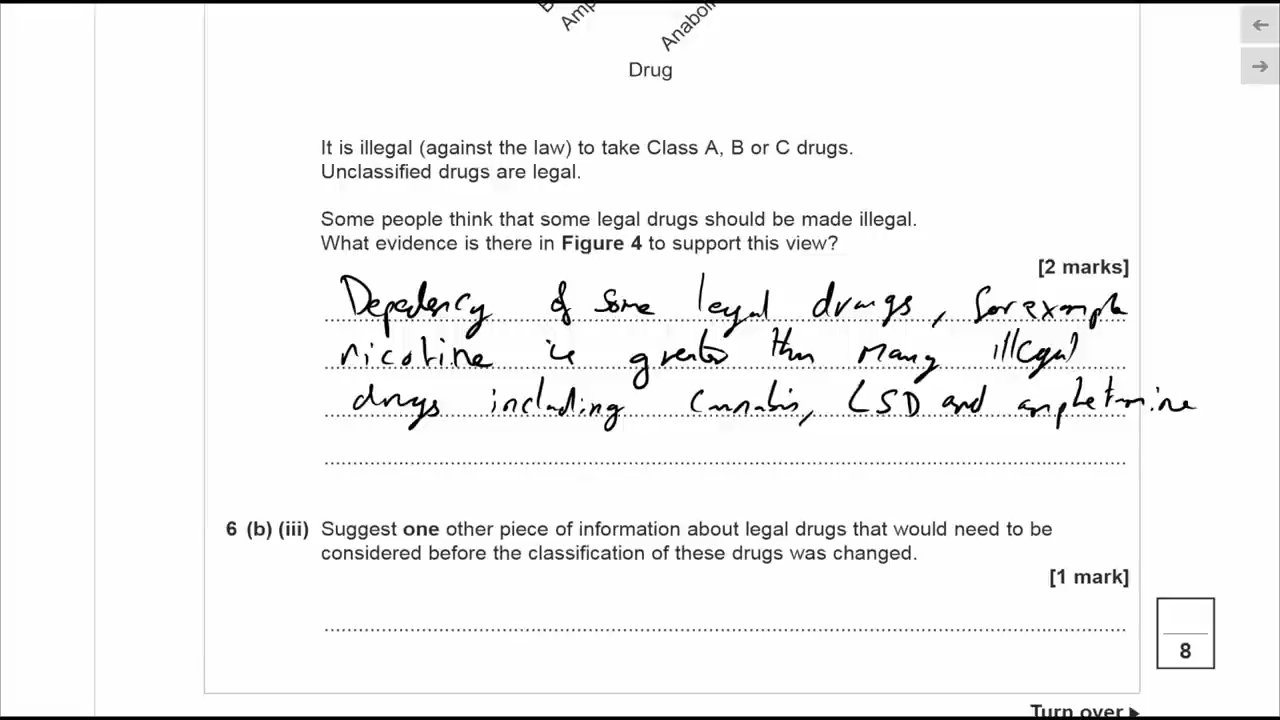 Amp
Anabol
Drug
It is illegal (against the law) to take Class A, B or C drugs.
Unclassified drugs are legal.
Some people think that some legal drugs should be made illegal.
What evidence is there in Figure 4 to support this view?
[2 marks]
Dependency of some legal drugs, for example
nicotine is greater than many illegal
drugs including cannabis, LSD and amphetamine
6 (b) (iii) Suggest one other piece of information about legal drugs that would need to be
considered before the classification of these drugs was changed.
[1 mark]
8
Turn over